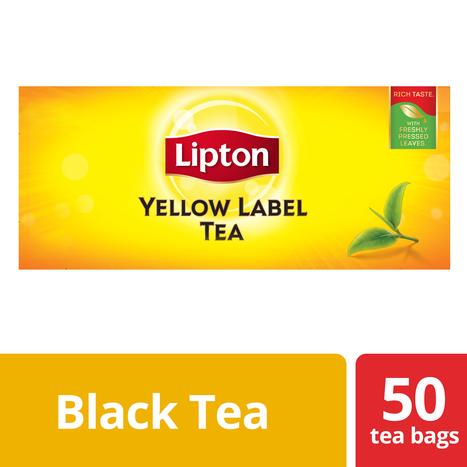 RICH TASTE.
WITH
FRESHLY
PRESSED
LEAVES
Lipton
YELLOW LABEL
TEA
Black Tea
50
tea bags